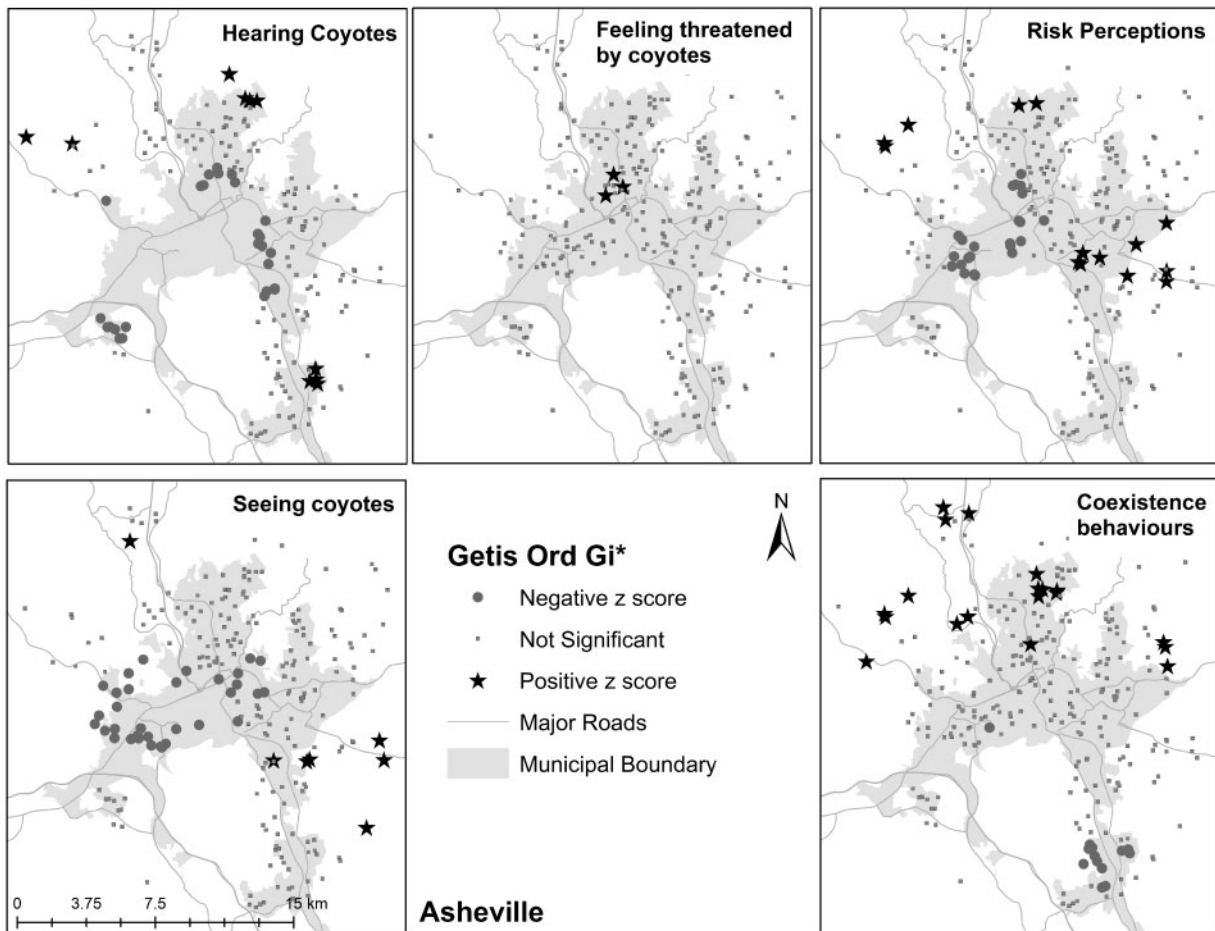 Hearing Coyotes
Feeling threatened
by coyotes
Risk Perceptions
Seeing coyotes
0
3.75
7.5
15 km
Getis Ord Gi*
Negative z score
Not Significant
Positive z score
Major Roads
Municipal Boundary
N
Asheville
Coexistence
behaviours